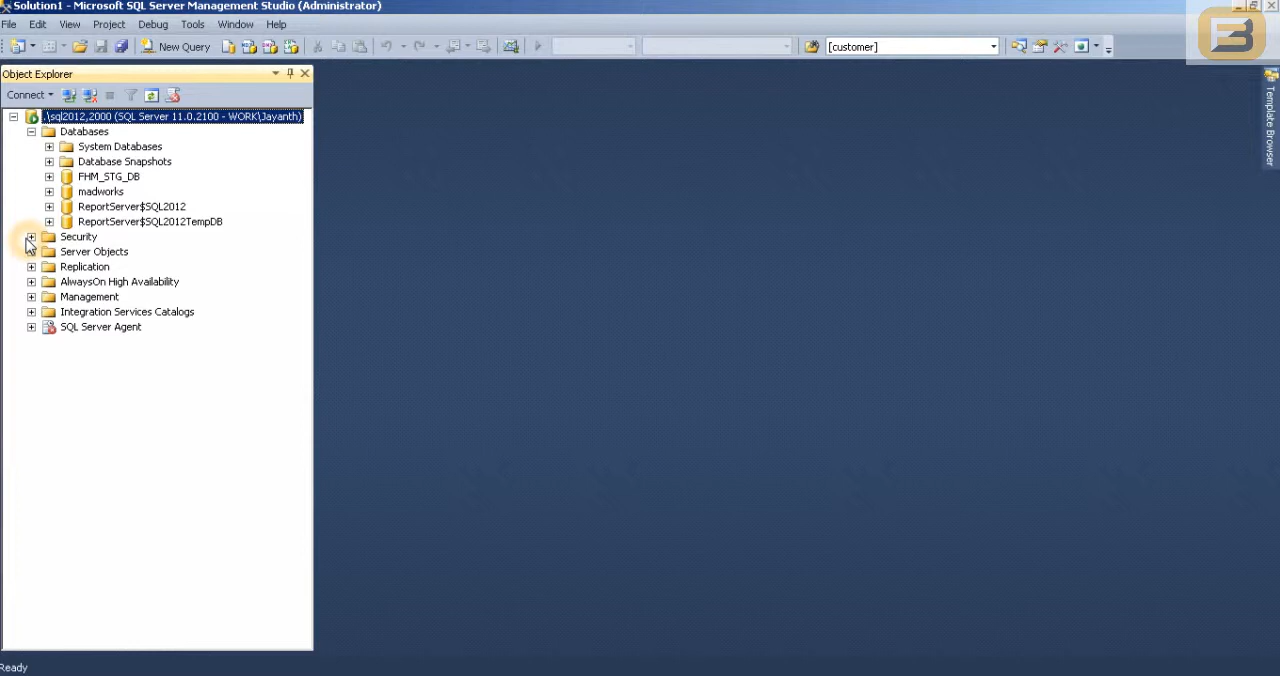 Solution1 - Microsoft SQL Server Management Studio (Administrator)
File Edit View Project Debug Tools Window Help
New Query [customer]
Object Explorer
Connect
.\sql2012,2000 (SQL Server 11.0.2100 - WORK\Jayanth)
Databases
System Databases
Database Snapshots
FHM_STG_DB
madworks
ReportServer$SQL2012
ReportServer$SQL2012TempDB
Security
Server Objects
Replication
AlwaysOn High Availability
Management
Integration Services Catalogs
SQL Server Agent
Template Browser
Ready